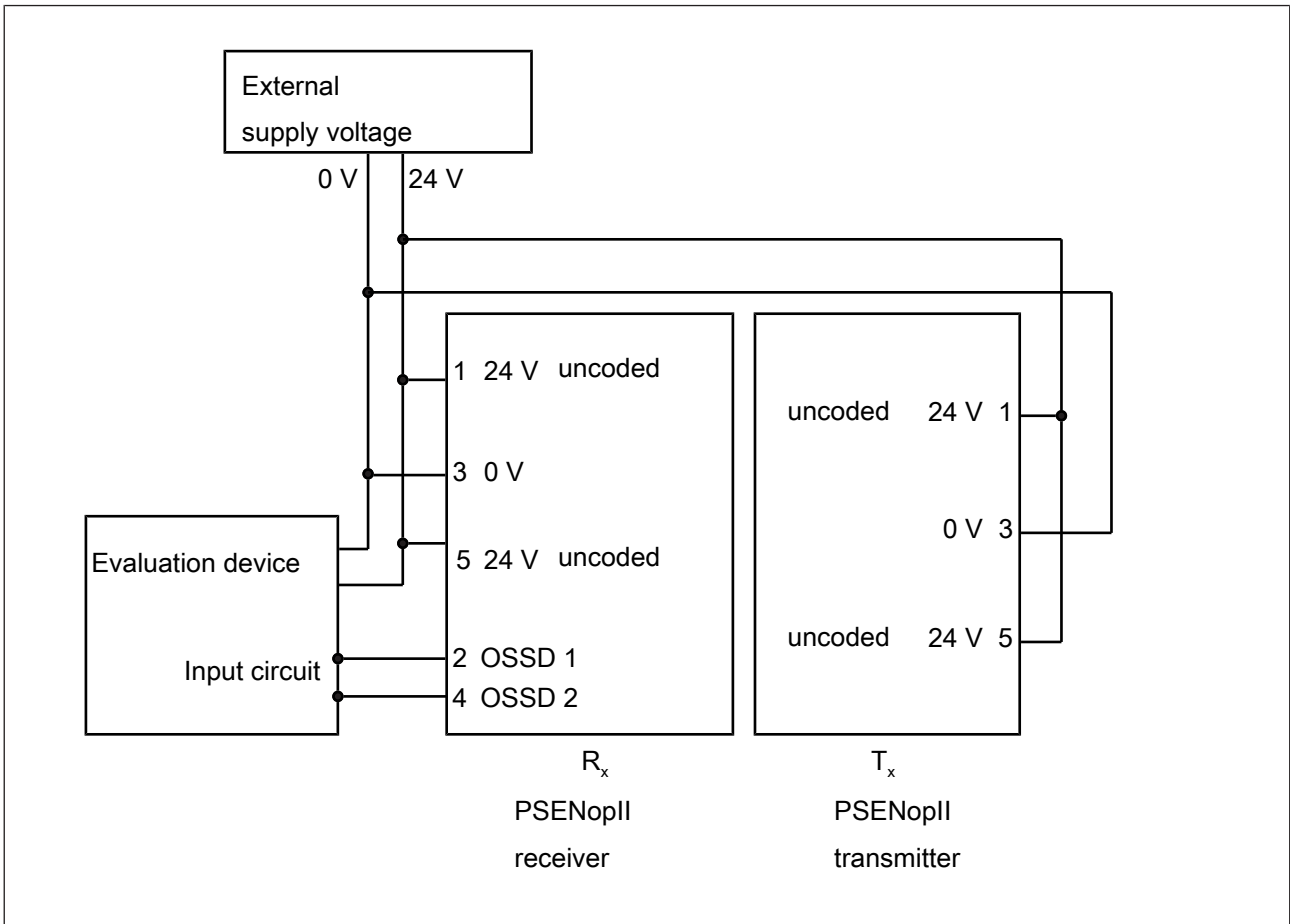 External
supply voltage
0 V 24 V
1 24 V uncoded
3 0 V
5 24 V uncoded
2 OSSD 1
4 OSSD 2
uncoded 24 V 1
0 V 3
uncoded 24 V 5
Evaluation device
Input circuit
Rx
PSENopII
receiver
Tx
PSENopII
transmitter